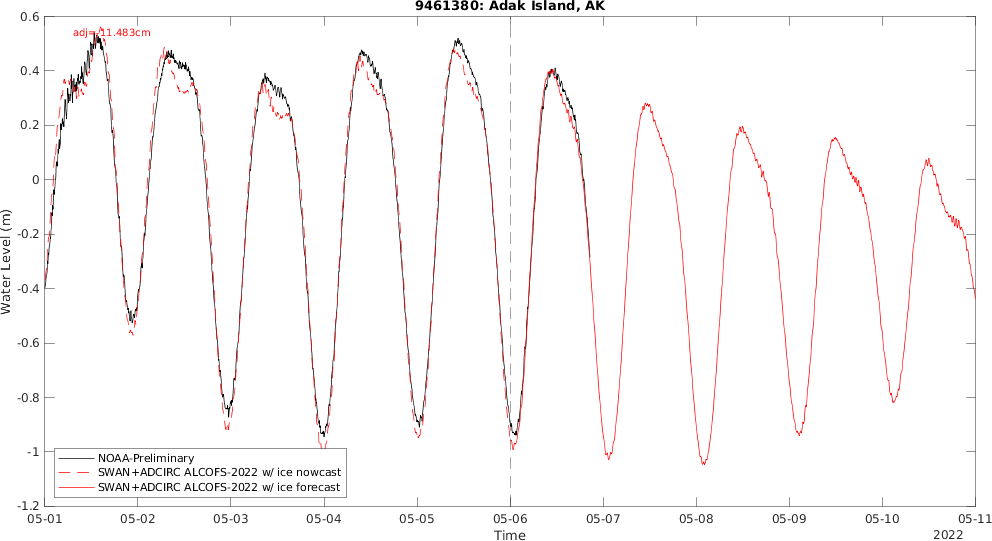 9461380: Adak Island, AK
adj=-11.483cm
0.6
0.4
0.2
0
-0.2
-0.4
-0.6
-0.8
-1
-1.2
Water Level (m)
NOAA-Preliminary
SWAN+ADCIRC ALCOFS-2022 w/ ice nowcast
SWAN+ADCIRC ALCOFS-2022 w/ ice forecast
05-01 05-02 05-03 05-04 05-05 05-06 05-07 05-08 05-09 05-10 05-11
Time
2022